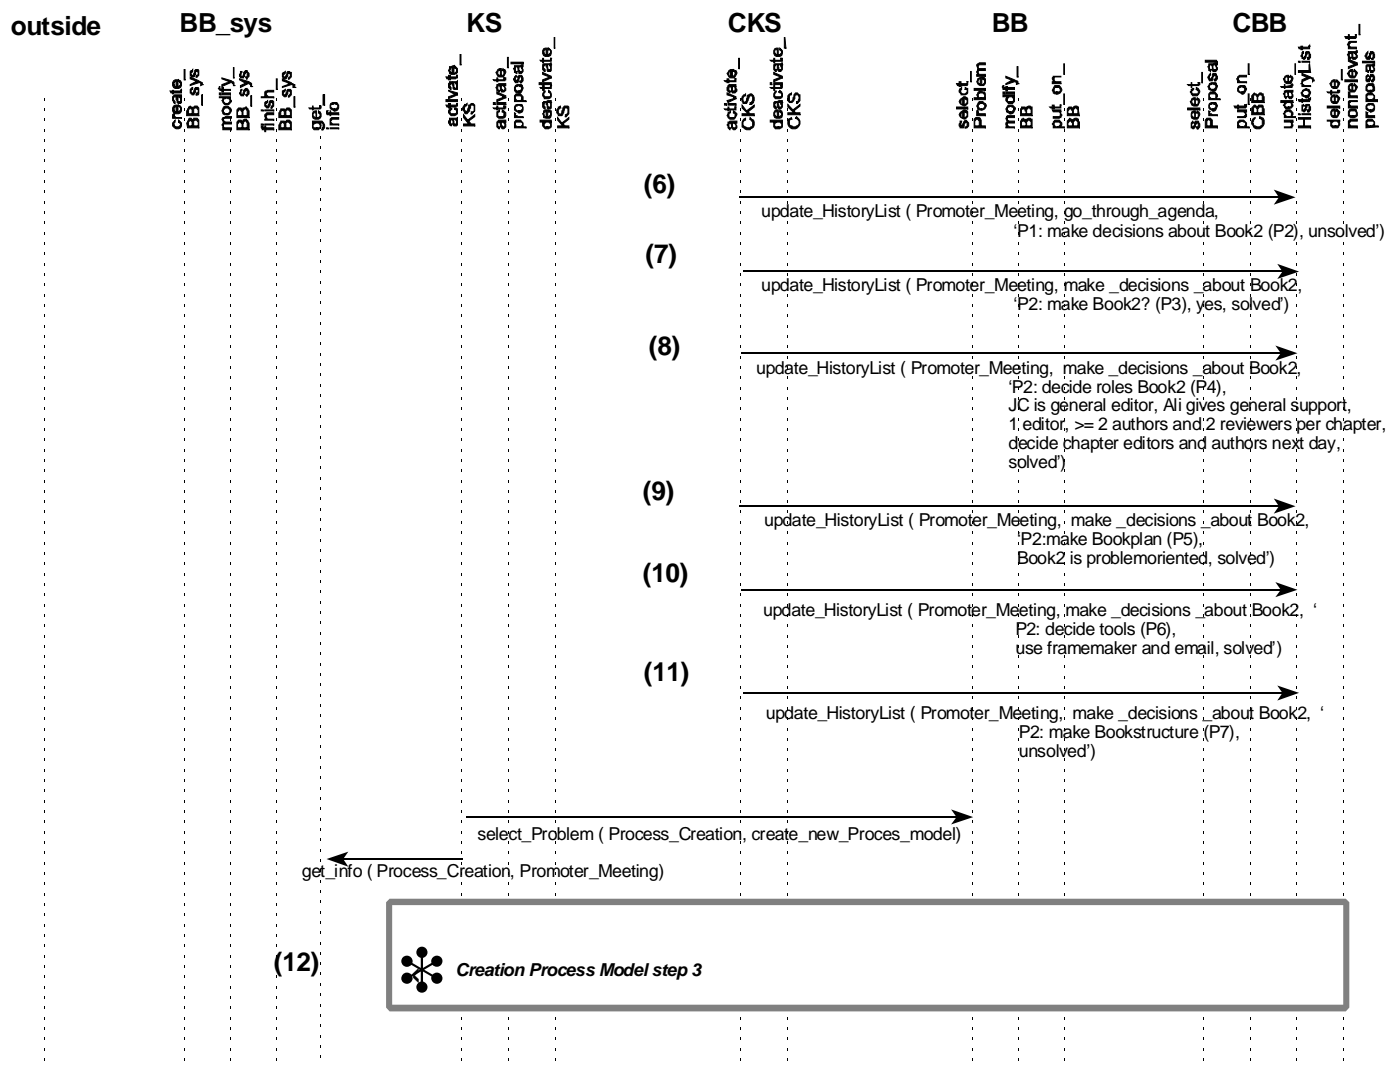 outside
BB_sys
KS
CKS
BB
CBB
create_
BB_sys
modify_
BB_sys
finish_
BB_sys
get_
info
activate_
KS
activate_
proposal
deactivate_
KS
activate_
CKS
deactivate_
CKS
select_
Problem
modify_
BB
put_on_
BB
select_
Proposal
put_on_
CBB
update_
HistoryList
delete_
nonrelevant_
proposals
(6)
update_HistoryList ( Promoter_Meeting, go_through_agenda,
‘P1: make decisions about Book2 (P2), unsolved’)
(7)
update_HistoryList ( Promoter_Meeting, make _decisions _about Book2,
‘P2: make Book2? (P3), yes, solved’)
(8)
update_HistoryList ( Promoter_Meeting, make _decisions _about Book2,
‘P2: decide roles Book2 (P4),
JC is general editor, Ali gives general support,
1 editor, >= 2 authors and 2 reviewers per chapter,
decide chapter editors and authors next day,
solved’)
(9)
update_HistoryList ( Promoter_Meeting, make _decisions _about Book2,
‘P2:make Bookplan (P5),
Book2 is problemoriented, solved’)
(10)
update_HistoryList ( Promoter_Meeting, make _decisions _about Book2, ‘
P2: decide tools (P6),
use framemaker and email, solved’)
(11)
update_HistoryList ( Promoter_Meeting, make _decisions _about Book2, ‘
P2: make Bookstructure (P7),
unsolved’)
select_Problem ( Process_Creation, create_new_Proces_model)
get_info ( Process_Creation, Promoter_Meeting)
(12)
Creation Process Model step 3